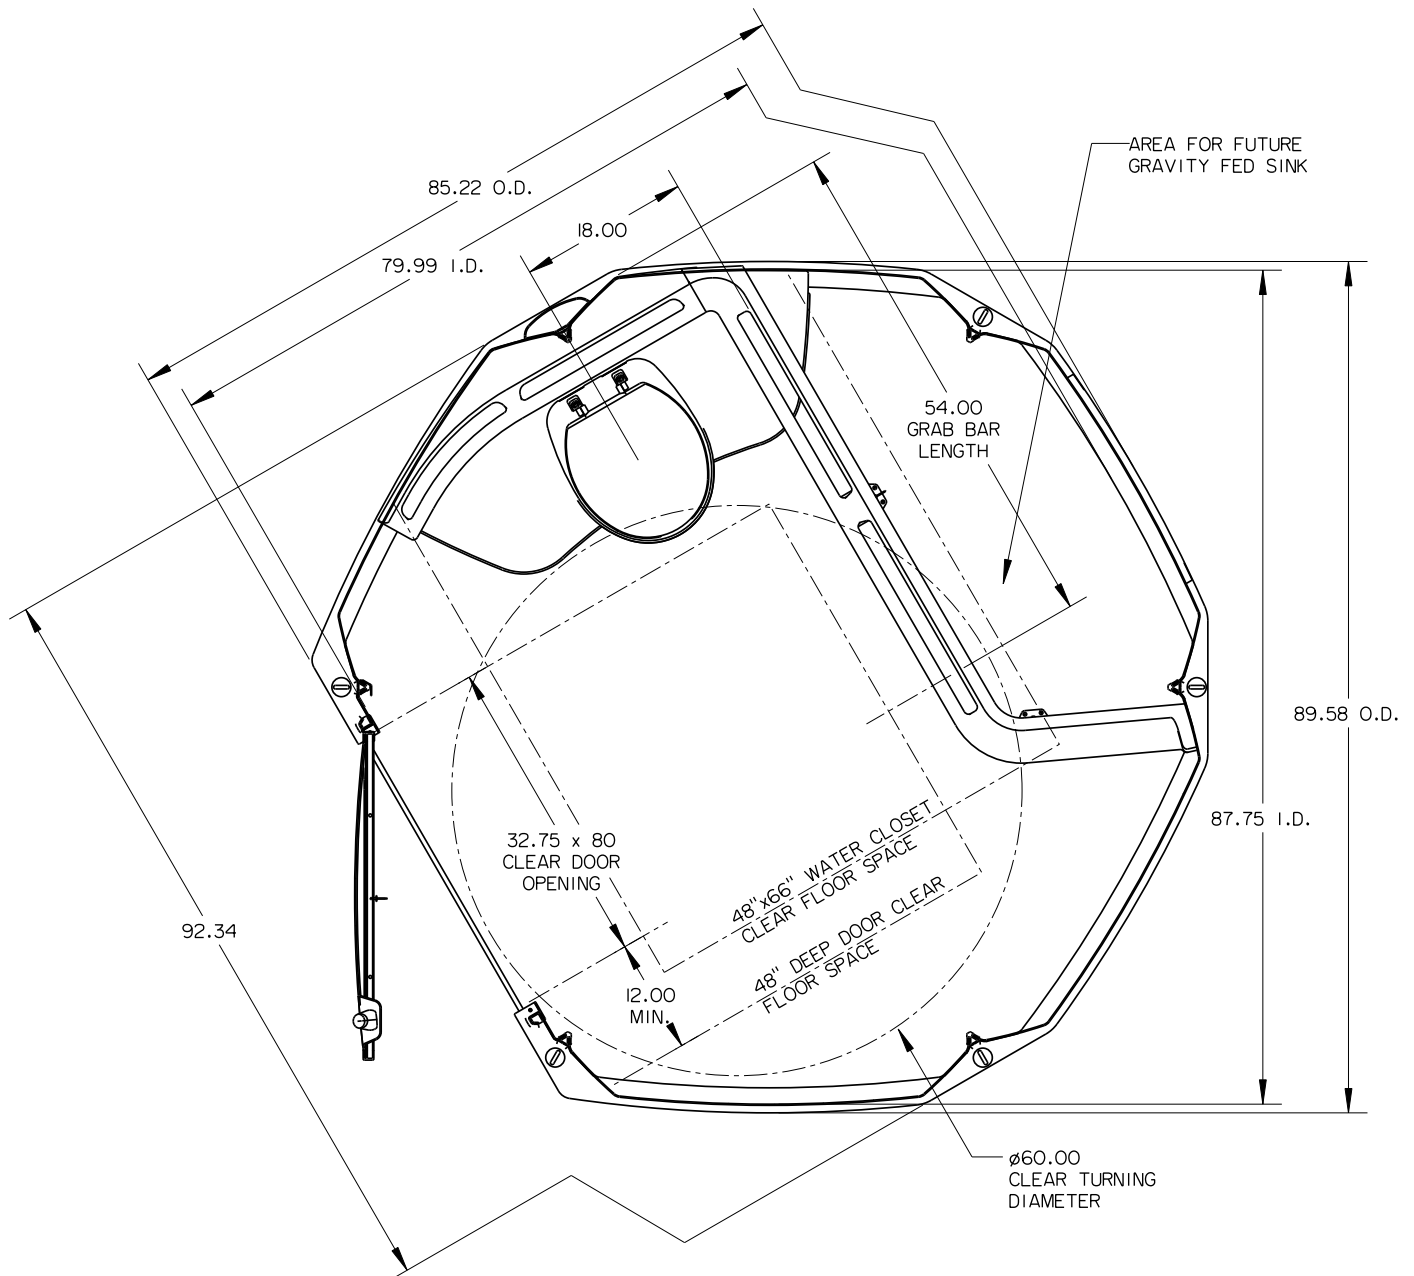 AREA FOR FUTURE
GRAVITY FED SINK
85.22 O.D.
18.00
79.99 I.D.
54.00
GRAB BAR
LENGTH
89.58 O.D.
87.75 I.D.
32.75 x 80
CLEAR DOOR
OPENING
48"x66" WATER CLOSET
CLEAR FLOOR SPACE
92.34
48" DEEP DOOR CLEAR
FLOOR SPACE
12.00
MIN.
ø60.00
CLEAR TURNING
DIAMETER